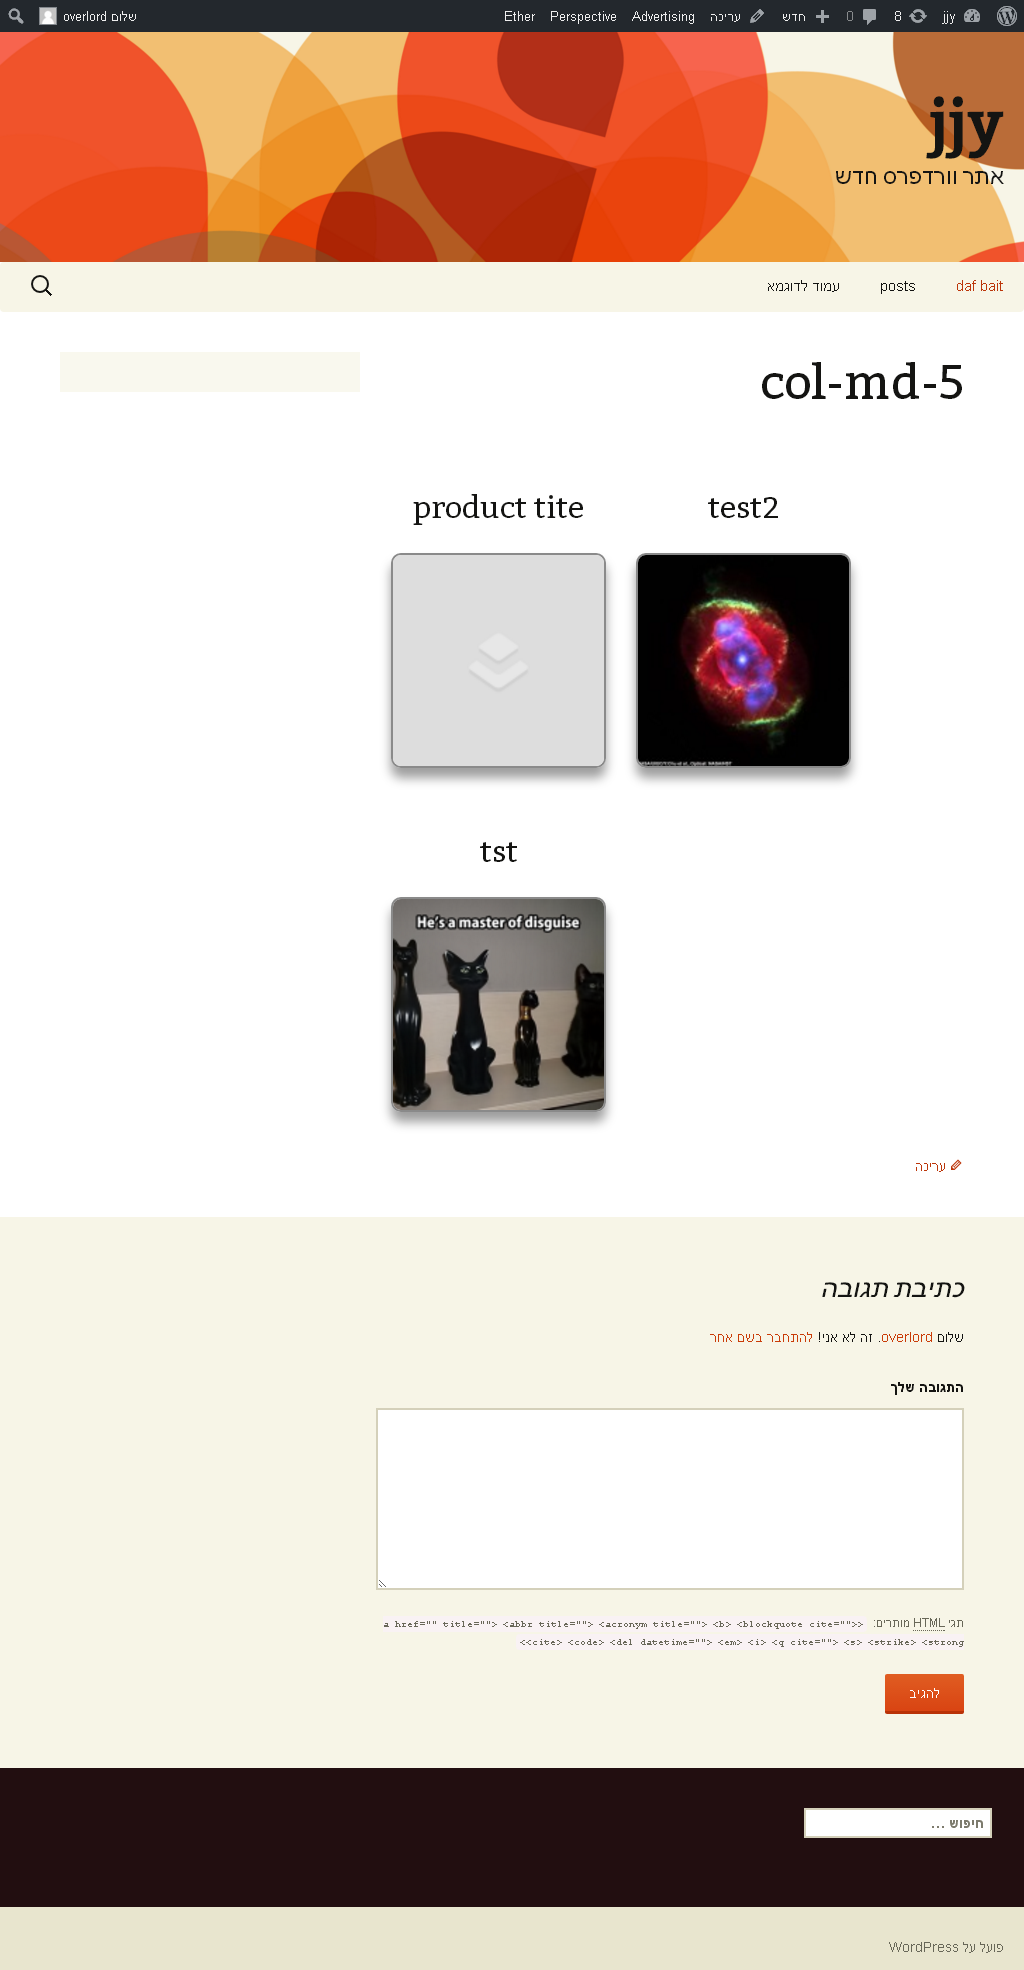 jjy 8 0 חדש עריכה Advertising Perspective Ether שלום overlord
jjy
אתר וורדפרס חדש
daf bait posts עמוד לדוגמא
col-md-5
test2 product tite
tst
He's a master of disguise
עריכה
כתיבת תגובה
שלום overlord. זה לא אני! להתחבר בשם אחר
התגובה שלך
תגי HTML מותרים: <a href="" title=""> <abbr title=""> <acronym title=""> <b> <blockquote cite="">
<cite> <code> <del datetime=""> <em> <i> <q cite=""> <s> <strike> <strong>
להגיב
חיפוש ...
פועל על WordPress